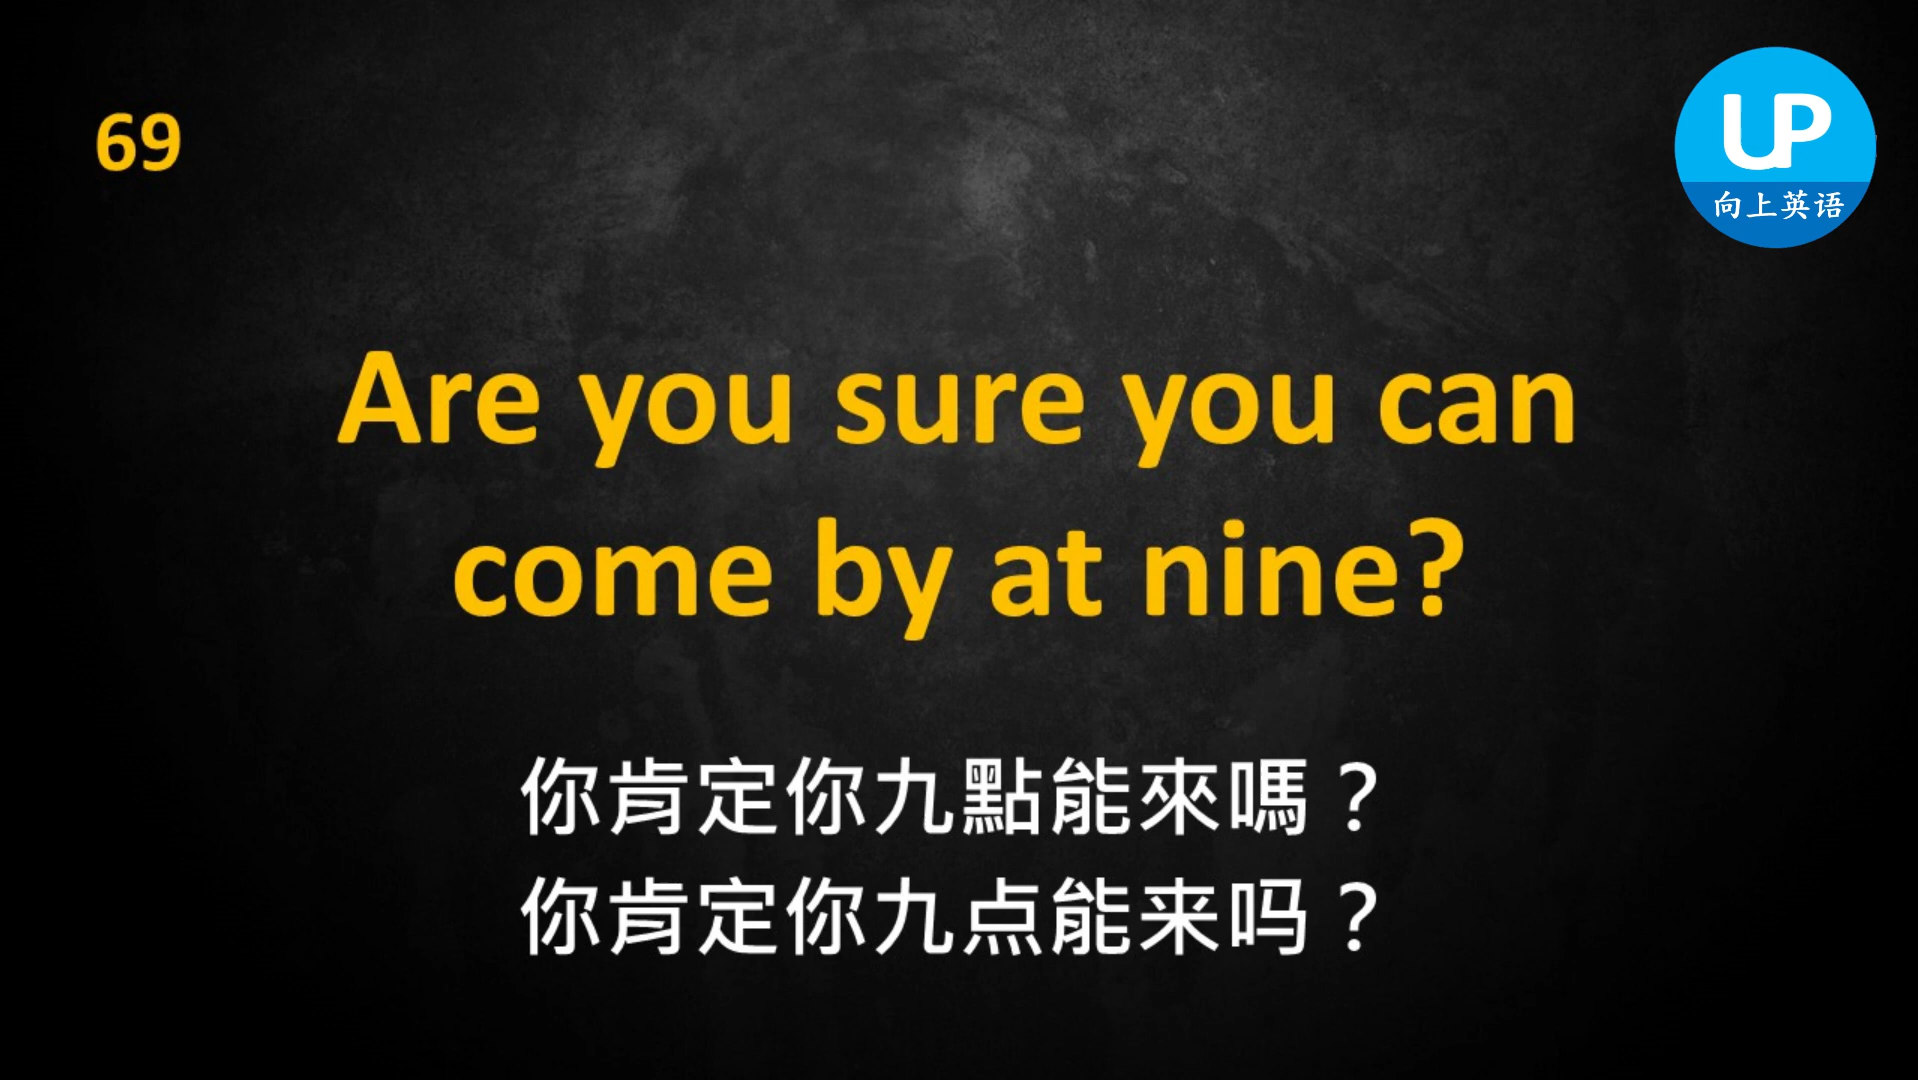 69
UP
向上英语
Are you sure you can
come by at nine?
你肯定你九點能來嗎？
你肯定你九点能来吗？